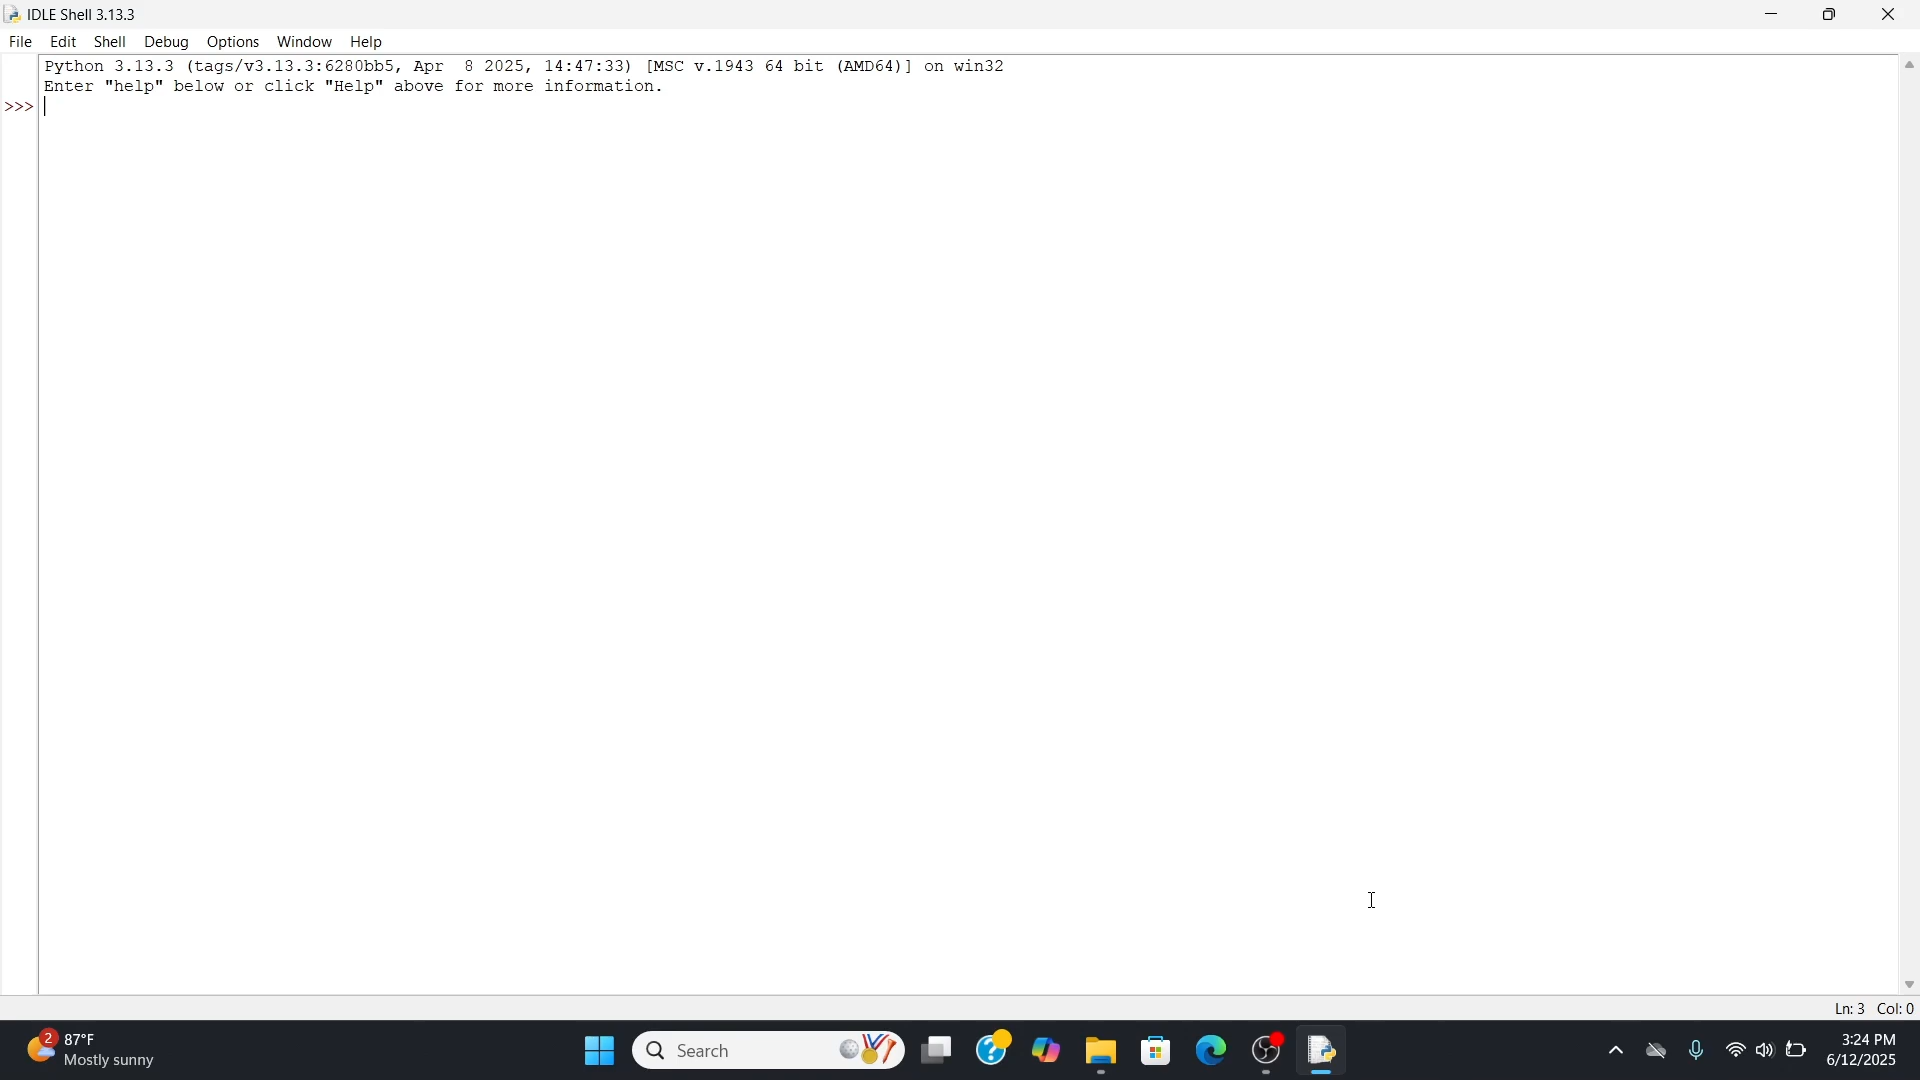 IDLE Shell 3.13.3
File Edit Shell Debug Options Window Help
Python 3.13.3 (tags/v3.13.3:6280bb5, Apr  8 2025, 14:47:33) [MSC v.1943 64 bit (AMD64)] on win32
Enter "help" below or click "Help" above for more information.
>>>
Ln: 3 Col: 0
2
87°F
Mostly sunny
Search
3:24 PM
6/12/2025